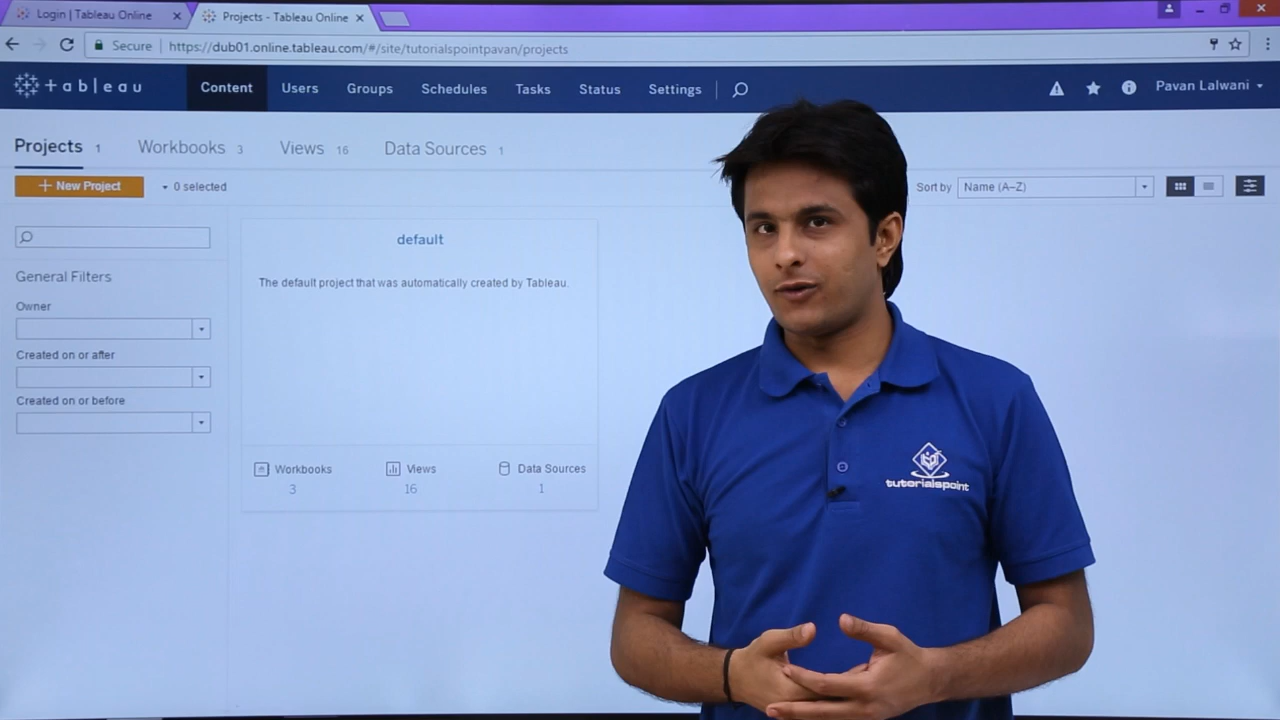 Login | Tableau Online
Projects - Tableau Online
Secure https://dub01.online.tableau.com/#/site/tutorialspointpavan/projects
+ableau Content Users Groups Schedules Tasks Status Settings Pavan Lalwani
Projects 1 Workbooks 3 Views 16 Data Sources 1
+ New Project 0 selected Sort by Name (A–Z)
default
General Filters
The default project that was automatically created by Tableau.
Owner
Created on or after
Created on or before
Workbooks Views Data Sources
3 16 1
tutorialspoint